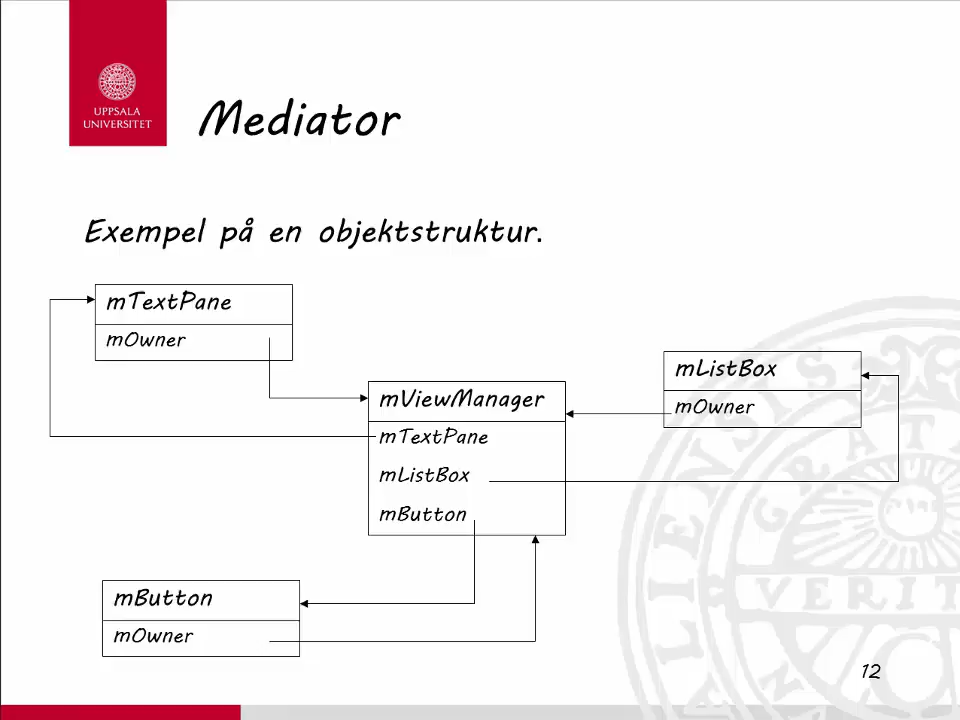 UPPSALA
UNIVERSITET
Mediator
Exempel på en objektstruktur.
mTextPane
mOwner
mListBox
mOwner
mViewManager
mTextPane
mListBox
mButton
mButton
mOwner
12